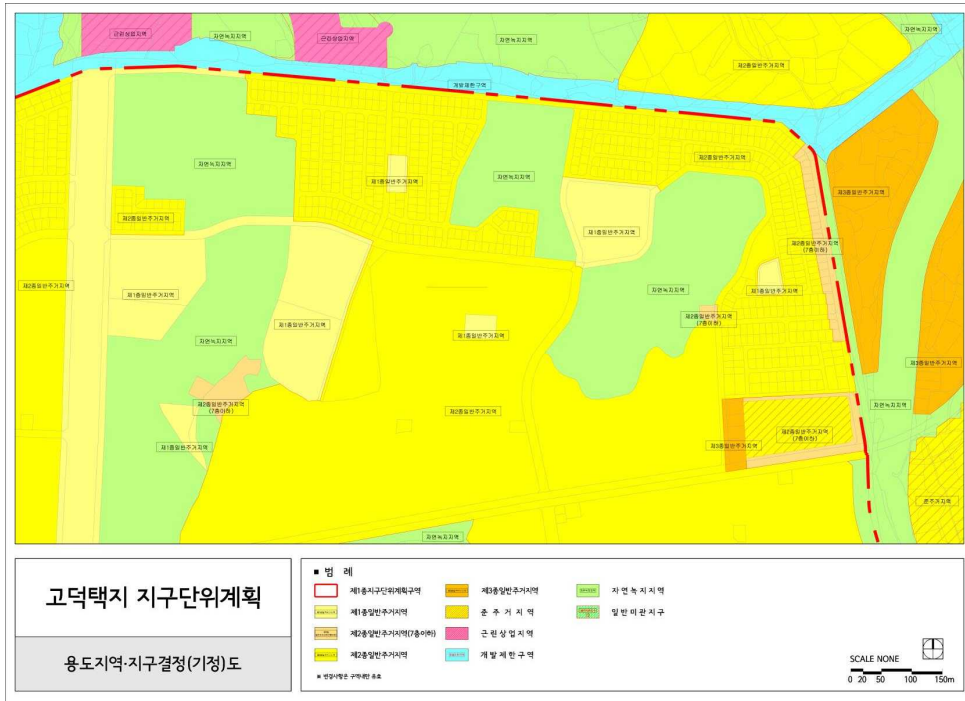 근린상업지역
자연녹지지역
근린상업지역
자연녹지지역
자연녹지지역
제2종일반주거지역
개발제한구역
자연녹지지역
제1종일반주거지역
자연녹지지역
제2종일반주거지역
제3종일반주거지역
제2종일반주거지역
제1종일반주거지역
제2종일반주거지역
(7층이하)
제2종일반주거지역
제1종일반주거지역
자연녹지지역
제1종일반주거지역
제1종일반주거지역
제1종일반주거지역
제2종일반주거지역
(7층이하)
자연녹지지역
제3종일반주거지역
제2종일반주거지역
(7층이하)
제2종일반주거지역
자연녹지지역
제1종일반주거지역
제3종일반주거지역
제2종일반주거지역
(7층이하)
준주거지역
자연녹지지역
고덕택지 지구단위계획
용도지역·지구결정(기정)도
■ 범 례
제1종지구단위계획구역
제3종일반주거지역
자 연 녹 지 지 역
제1종일반주거지역
준 주 거 지 역
일 반 미 관 지 구
제2종일반주거지역(7층이하)
근 린 상 업 지 역
제2종일반주거지역
개 발 제 한 구 역
※ 변경사항은 구역내만 유효
SCALE NONE
0 20 50 100 150m